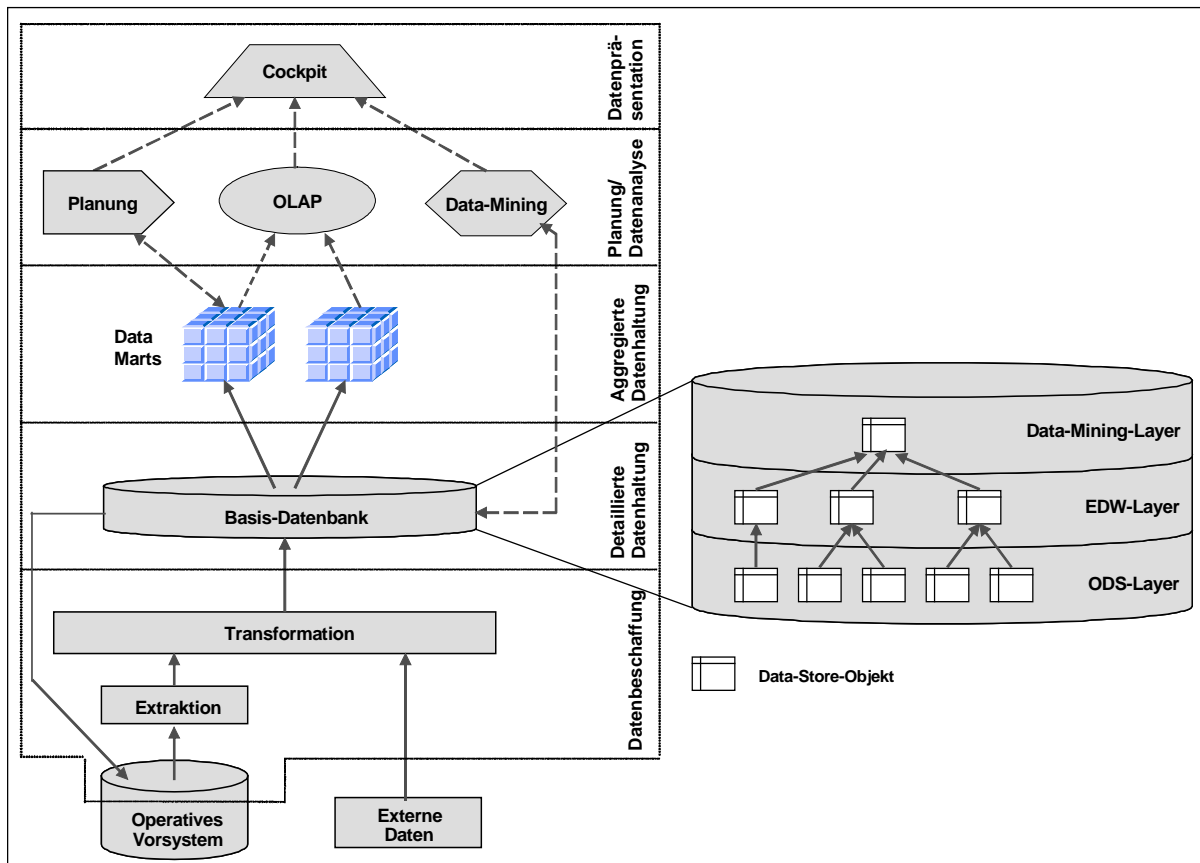 Cockpit
Datenprä-
sentation
Planung
OLAP
Data-Mining
Planung/
Datenanalyse
Data
Marts
Aggregierte
Datenhaltung
Basis-Datenbank
Detaillierte
Datenhaltung
Transformation
Extraktion
Datenbeschaffung
Operatives
Vorsystem
Externe
Daten
Data-Mining-Layer
EDW-Layer
ODS-Layer
Data-Store-Objekt